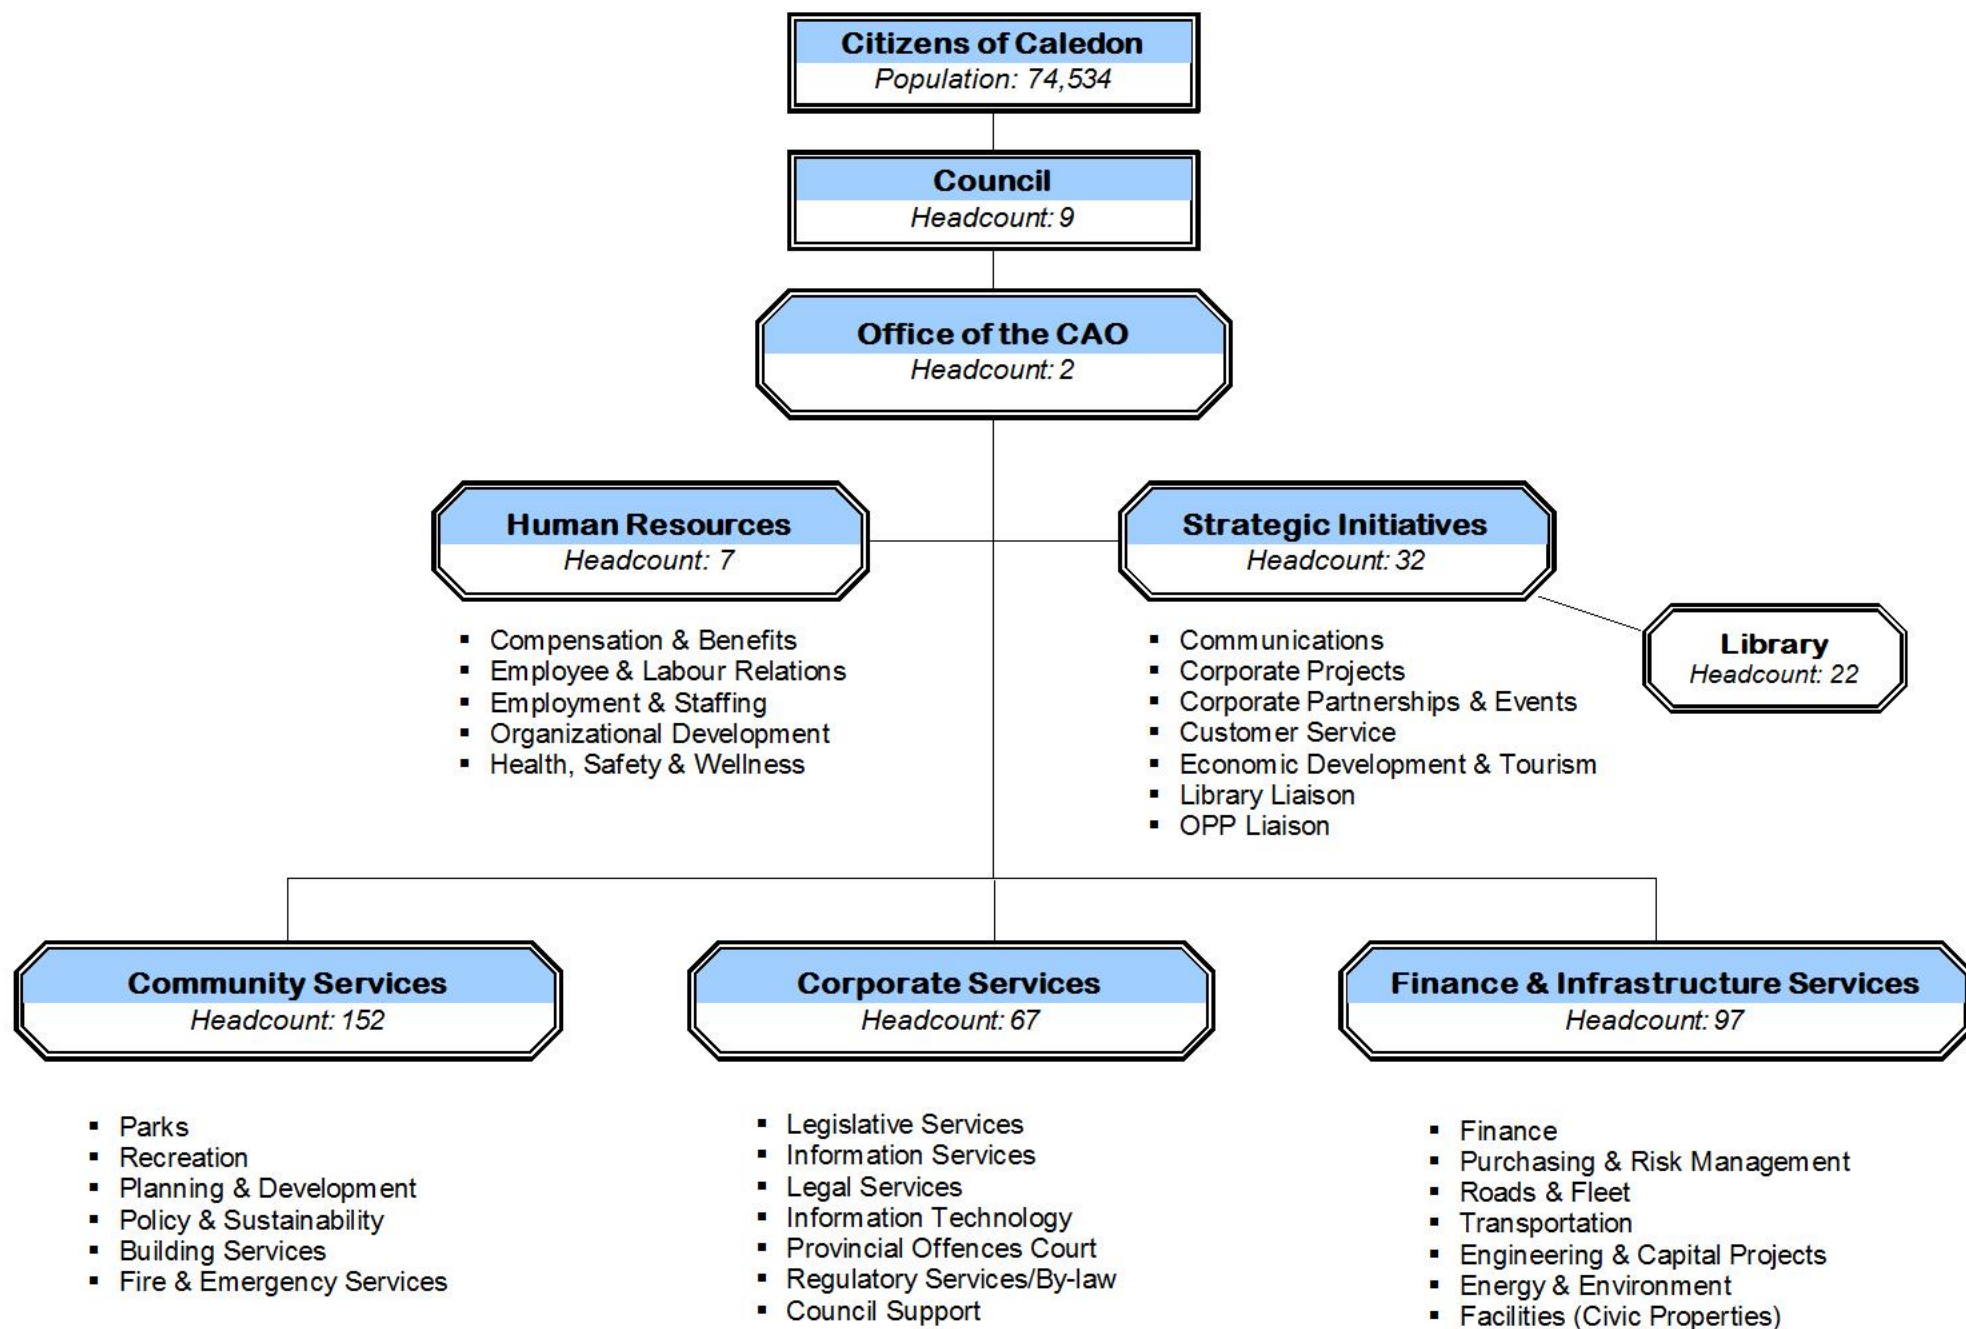 Citizens of Caledon
Population: 74,534
Council
Headcount: 9
Office of the CAO
Headcount: 2
Human Resources
Headcount: 7
▪ Compensation & Benefits
▪ Employee & Labour Relations
▪ Employment & Staffing
▪ Organizational Development
▪ Health, Safety & Wellness
Strategic Initiatives
Headcount: 32
▪ Communications
▪ Corporate Projects
▪ Corporate Partnerships & Events
▪ Customer Service
▪ Economic Development & Tourism
▪ Library Liaison
▪ OPP Liaison
Library
Headcount: 22
Community Services
Headcount: 152
▪ Parks
▪ Recreation
▪ Planning & Development
▪ Policy & Sustainability
▪ Building Services
▪ Fire & Emergency Services
Corporate Services
Headcount: 67
▪ Legislative Services
▪ Information Services
▪ Legal Services
▪ Information Technology
▪ Provincial Offences Court
▪ Regulatory Services/By-law
▪ Council Support
Finance & Infrastructure Services
Headcount: 97
▪ Finance
▪ Purchasing & Risk Management
▪ Roads & Fleet
▪ Transportation
▪ Engineering & Capital Projects
▪ Energy & Environment
▪ Facilities (Civic Properties)